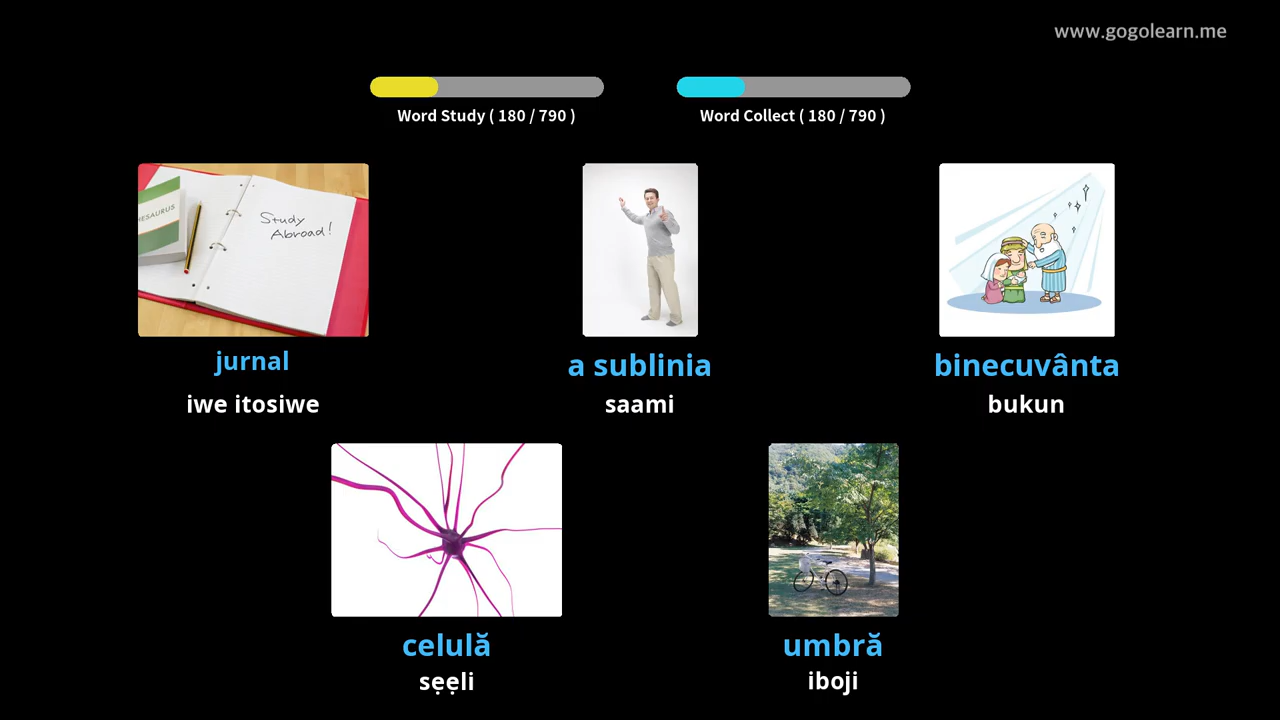 www.gogolearn.me
Word Study ( 180 / 790 )
Word Collect ( 180 / 790 )
HESAURUS
Study
Abroad!
jurnal
iwe itosiwe
a sublinia
saami
binecuvânta
bukun
celulă
sẹẹli
umbră
iboji